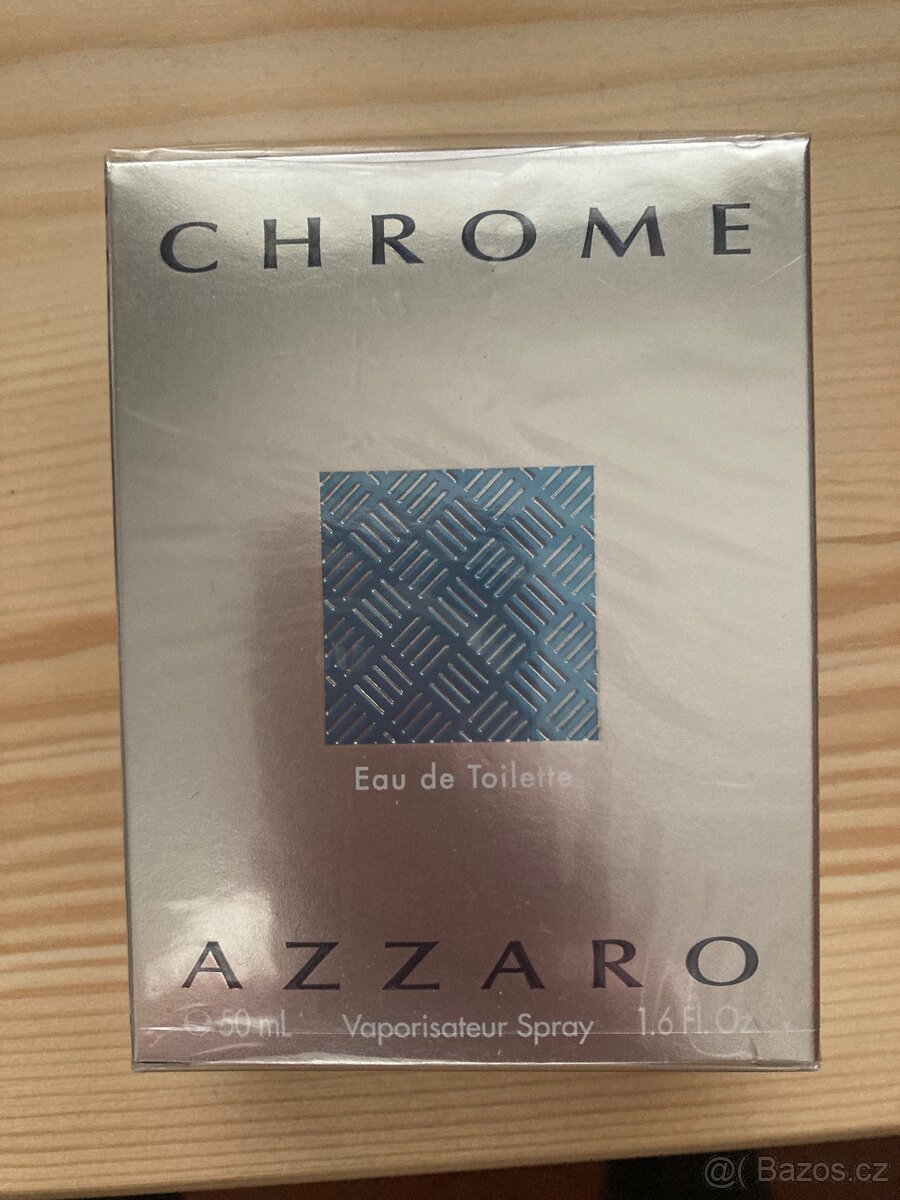 CHROME
Eau de Toilette
AZZARO
℮ 50 mL Vaporisateur Spray 1.6 Fl. Oz.
@( Bazos.cz